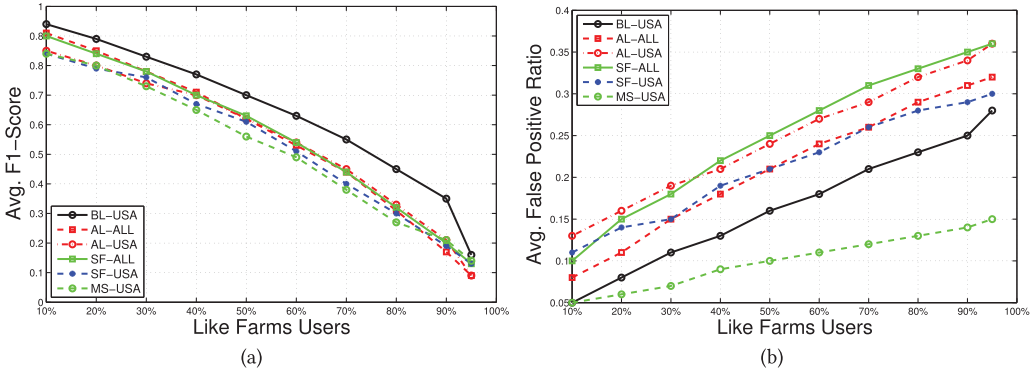 1
0.9
0.8
0.7
0.6
0.5
0.4
0.3
0.2
0.1
0
Avg. F1-Score
BL-USA
AL-ALL
AL-USA
SF-ALL
SF-USA
MS-USA
10% 20% 30% 40% 50% 60% 70% 80% 90% 100%
Like Farms Users
(a)
0.4
0.35
0.3
0.25
0.2
0.15
0.1
0.05
Avg. False Positive Ratio
BL-USA
AL-ALL
AL-USA
SF-ALL
SF-USA
MS-USA
10% 20% 30% 40% 50% 60% 70% 80% 90% 100%
Like Farms Users
(b)